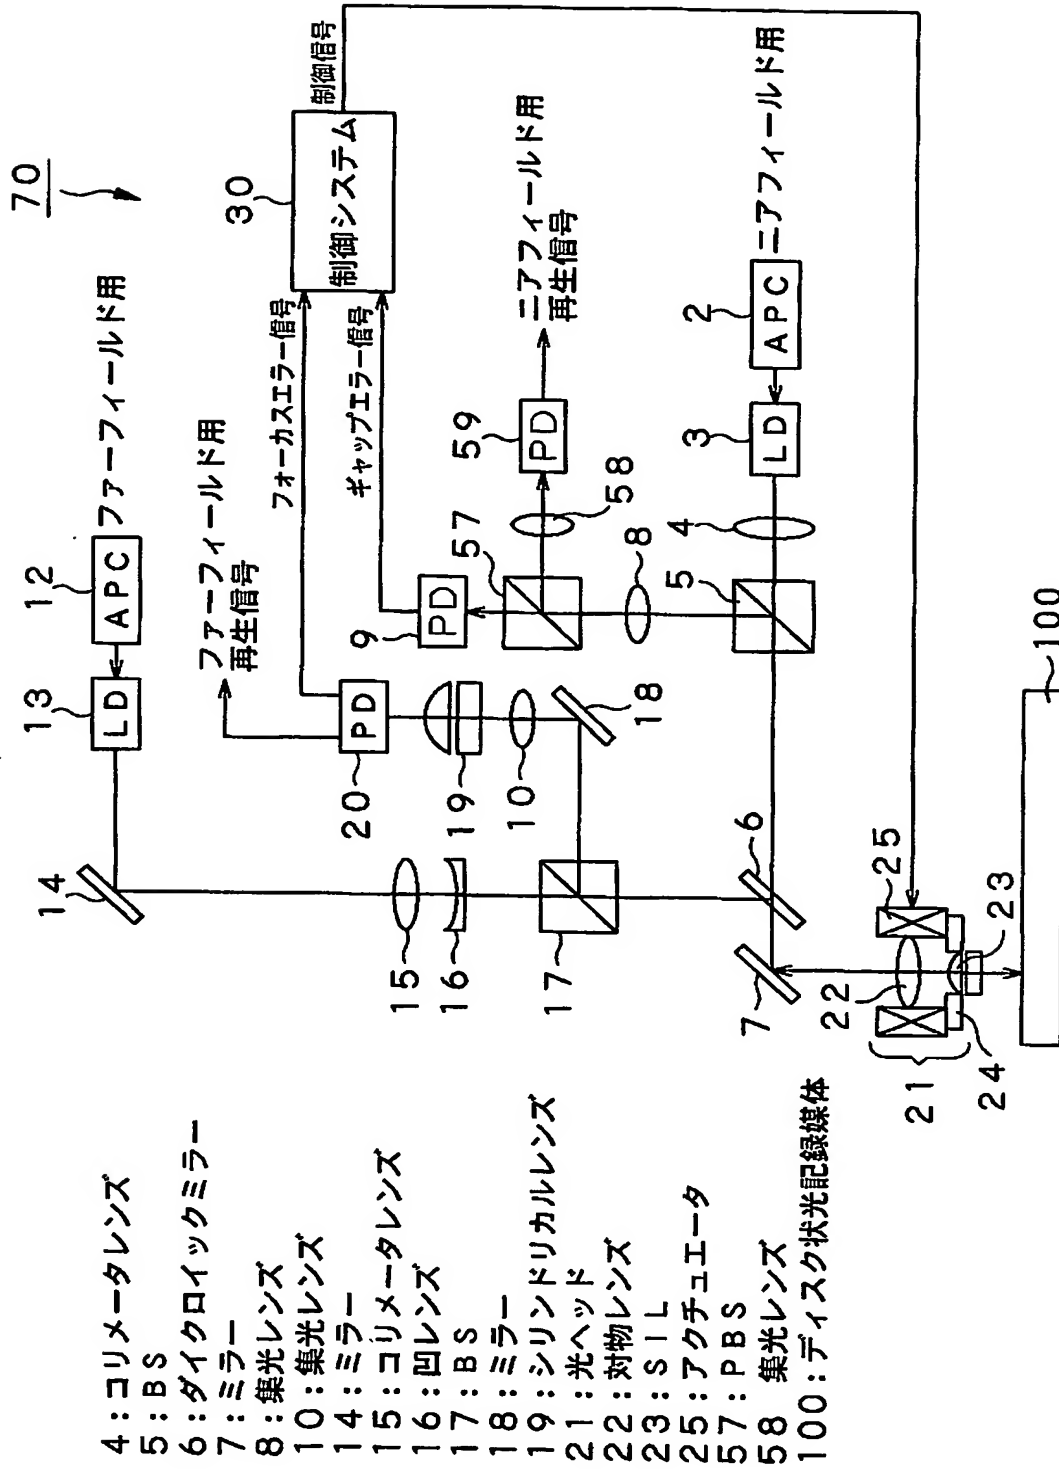 70
12
APC
ファーフィールド用
13
LD
14
15
16
17
ファーフィールド用
再生信号
フォーカスエラー信号
ギャップエラー信号
制御信号
30
制御システム
20
PD
19
10
18
9
PD
57
58
59
PD
ニアフィールド用
再生信号
8
5
4
3
LD
2
APC
ニアフィールド用
6
7
22
25
23
21
24
100
4:コリメータレンズ
5:BS
6:ダイクロイックミラー
7:ミラー
8:集光レンズ
10:集光レンズ
14:ミラー
15:コリメータレンズ
16:凹レンズ
17:BS
18:ミラー
19:シリンドリカルレンズ
21:光ヘッド
22:対物レンズ
23:SIL
25:アクチュエータ
57:PBS
58 集光レンズ
100:ディスク状光記録媒体